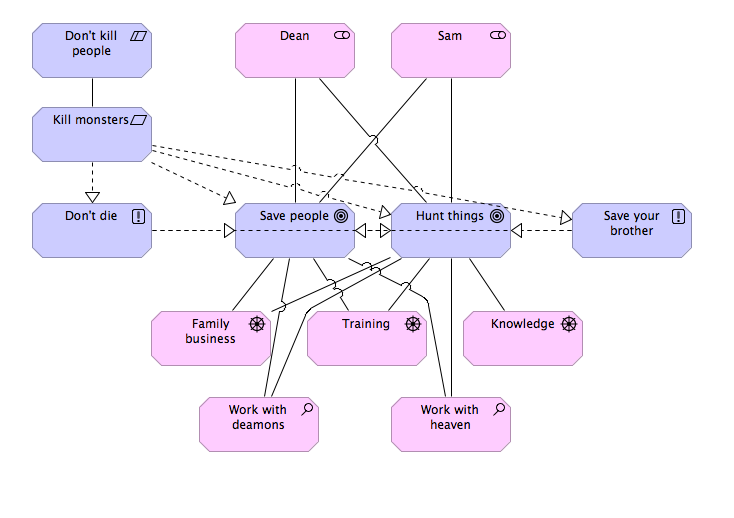 Don't kill
people
Dean
Sam
Kill monsters
Don't die
Save people
Hunt things
Save your
brother
Family
business
Training
Knowledge
Work with
deamons
Work with
heaven